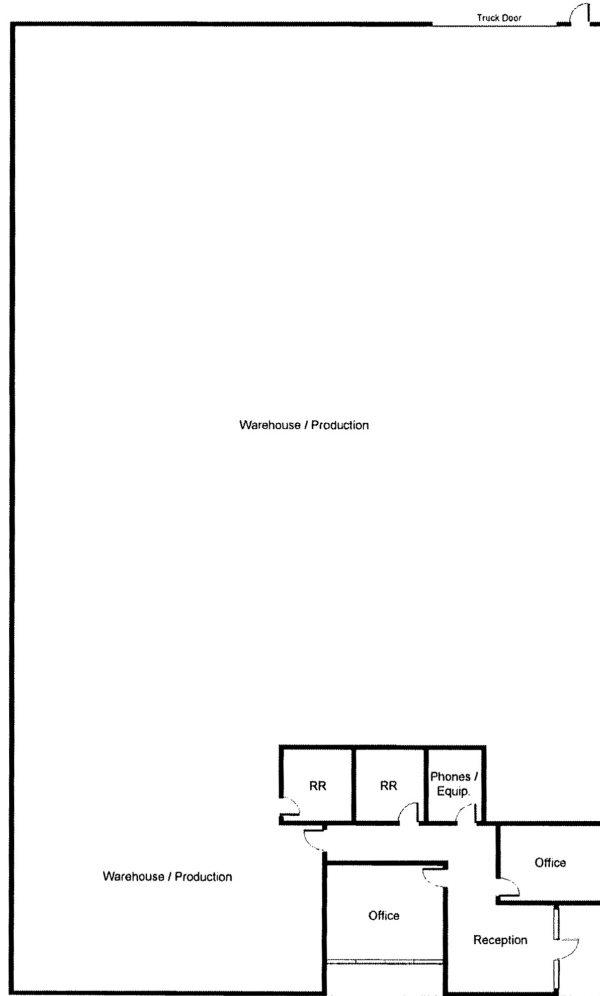 Truck Door
Warehouse / Production
RR
RR
Phones /
Equip.
Office
Warehouse / Production
Office
Reception